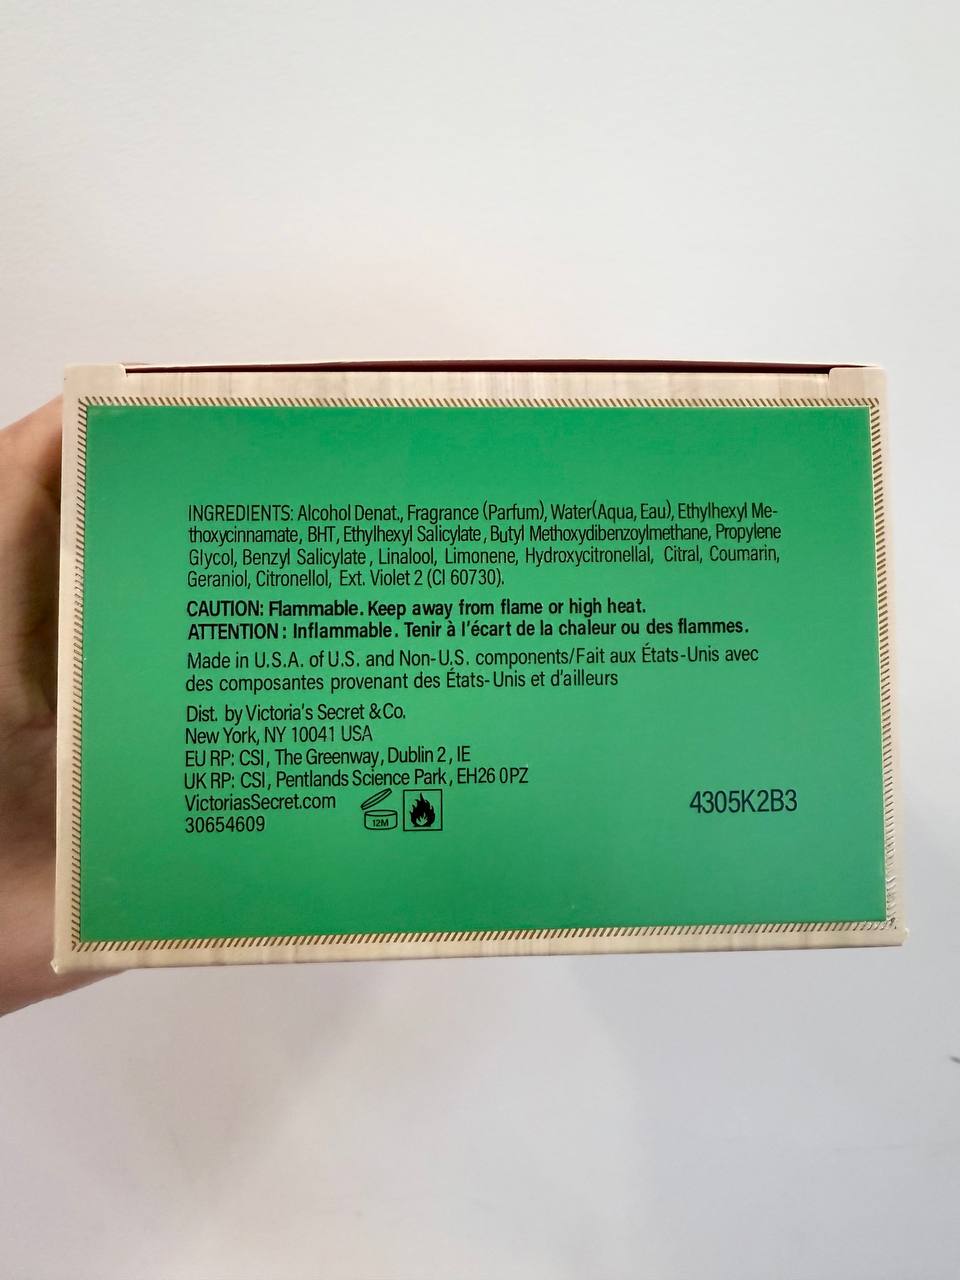 INGREDIENTS: Alcohol Denat., Fragrance (Parfum), Water(Aqua, Eau), Ethylhexyl Me-
thoxycinnamate, BHT, Ethylhexyl Salicylate, Butyl Methoxydibenzoylmethane, Propylene
Glycol, Benzyl Salicylate, Linalool, Limonene, Hydroxycitronellal, Citral, Coumarin,
Geraniol, Citronellol, Ext. Violet 2 (CI 60730).
CAUTION: Flammable. Keep away from flame or high heat.
ATTENTION: Inflammable. Tenir à l'écart de la chaleur ou des flammes.
Made in U.S.A. of U.S. and Non-U.S. components/Fait aux États-Unis avec
des composantes provenant des États-Unis et d'ailleurs
Dist. by Victoria's Secret & Co.
New York, NY 10041 USA
EU RP: CSI, The Greenway, Dublin 2, IE
UK RP: CSI, Pentlands Science Park, EH26 0PZ
VictoriasSecret.com
30654609
12M
4305K2B3